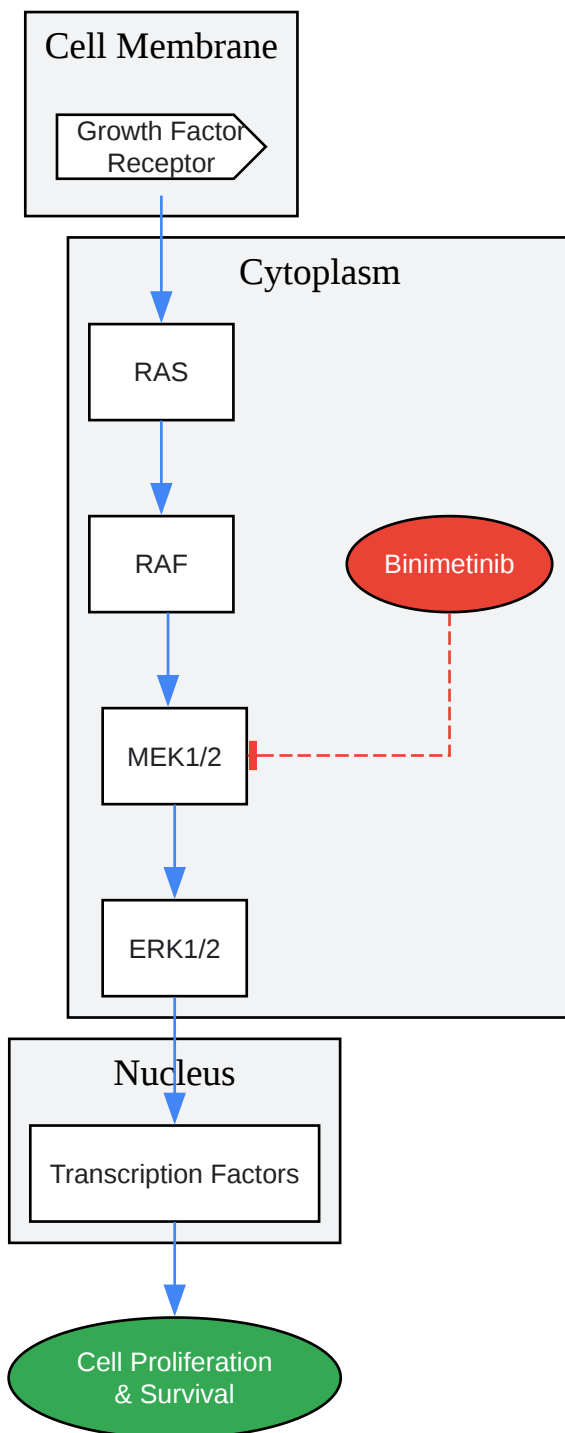 Cell Membrane
Growth Factor
Receptor
Cytoplasm
RAS
RAF
Binimetinib
MEK1/2
ERK1/2
Nucleus
Transcription Factors
Cell Proliferation
& Survival